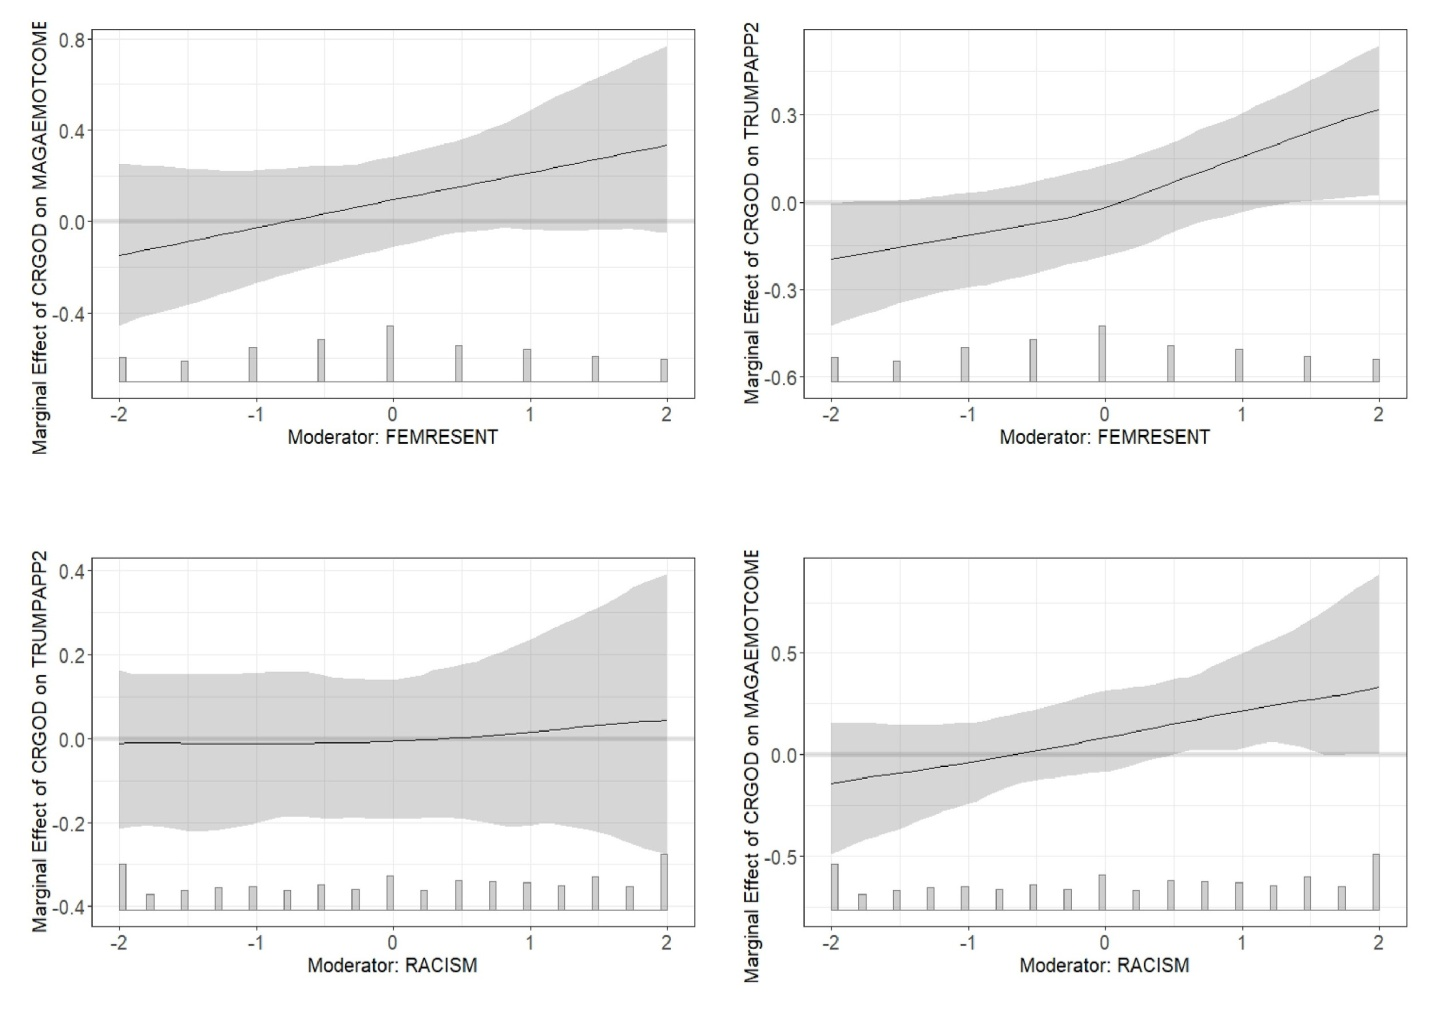 Marginal Effect of CRGOD on MAGAEMOTCOME
0.8
0.4
0.0
-0.4
-2 -1 0 1 2
Moderator: FEMRESENT
Marginal Effect of CRGOD on TRUMPAPP2
0.3
0.0
-0.3
-0.6
-2 -1 0 1 2
Moderator: FEMRESENT
Marginal Effect of CRGOD on TRUMPAPP2
0.4
0.2
0.0
-0.2
-0.4
-2 -1 0 1 2
Moderator: RACISM
Marginal Effect of CRGOD on MAGAEMOTCOME
0.5
0.0
-0.5
-2 -1 0 1 2
Moderator: RACISM